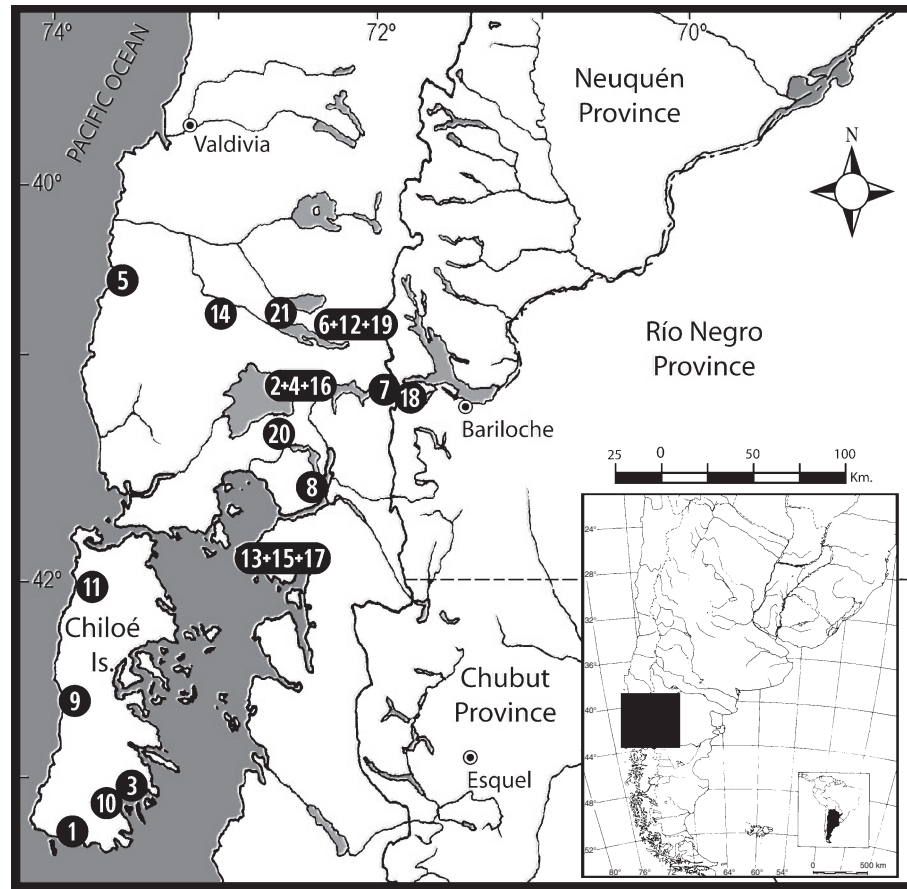 74°
72°
70°
PACIFIC OCEAN
Neuquén
Province
Valdivia
N
40°
5
14
21
6+12+19
Río Negro
Province
2+4+16
7
18
Bariloche
20
25
0
50
100
Km.
8
13+15+17
42°
11
Chiloé
Is.
9
Chubut
Province
Esquel
3
10
1
24°
28°
32°
36°
40°
44°
48°
52°
80°
76°
72°
68°
64°
60°
54°
0
500 km